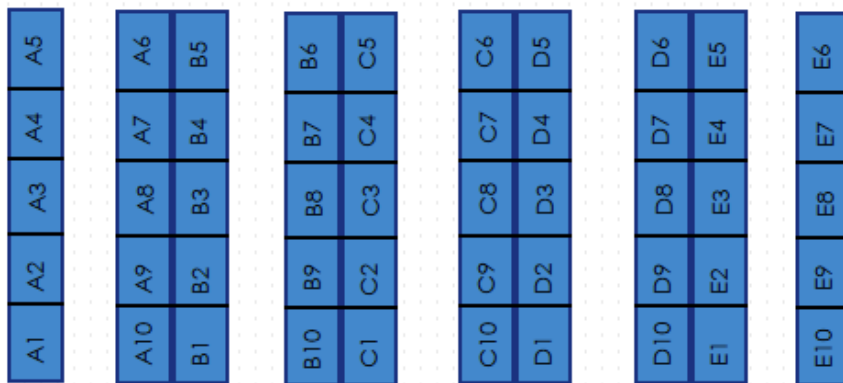 A5 A6 B5 B6 C5 C6 D5 D6 E5 E6
A4 A7 B4 B7 C4 C7 D4 D7 E4 E7
A3 A8 B3 B8 C3 C8 D3 D8 E3 E8
A2 A9 B2 B9 C2 C9 D2 D9 E2 E9
A1 A10 B1 B10 C1 C10 D1 D10 E1 E10